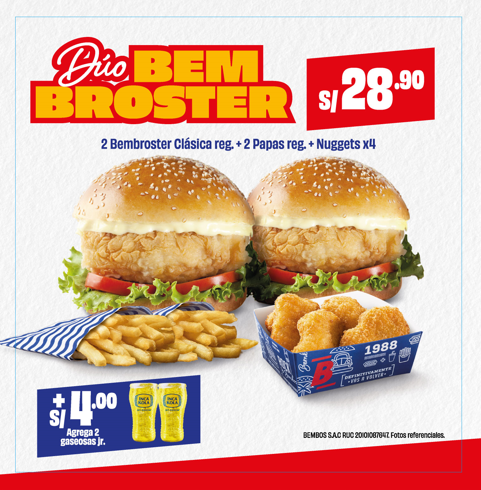 Dúo BEM
BROSTER
S/ 28.90
2 Bembroster Clásica reg. + 2 Papas reg. + Nuggets x4
1988
B
DEFINITIVAMENTE
VAS A VOLVER
+ S/ 4.00
Agrega 2
gaseosas jr.
INCA
KOLA
INCA
KOLA
BEMBOS S.A.C RUC 20101087647. Fotos referenciales.